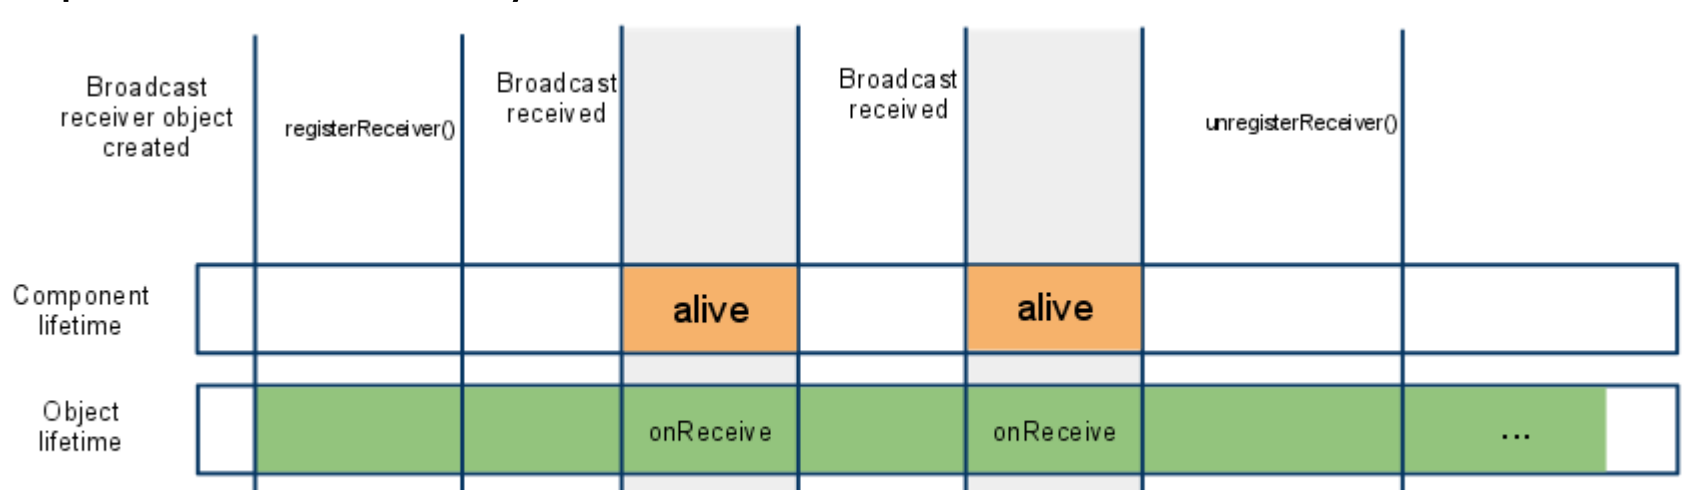 Broadcast
receiver object
created
registerReceiver()
Broadcast
received
Broadcast
received
unregisterReceiver()
Component
lifetime
alive
alive
Object
lifetime
onReceive
onReceive
...